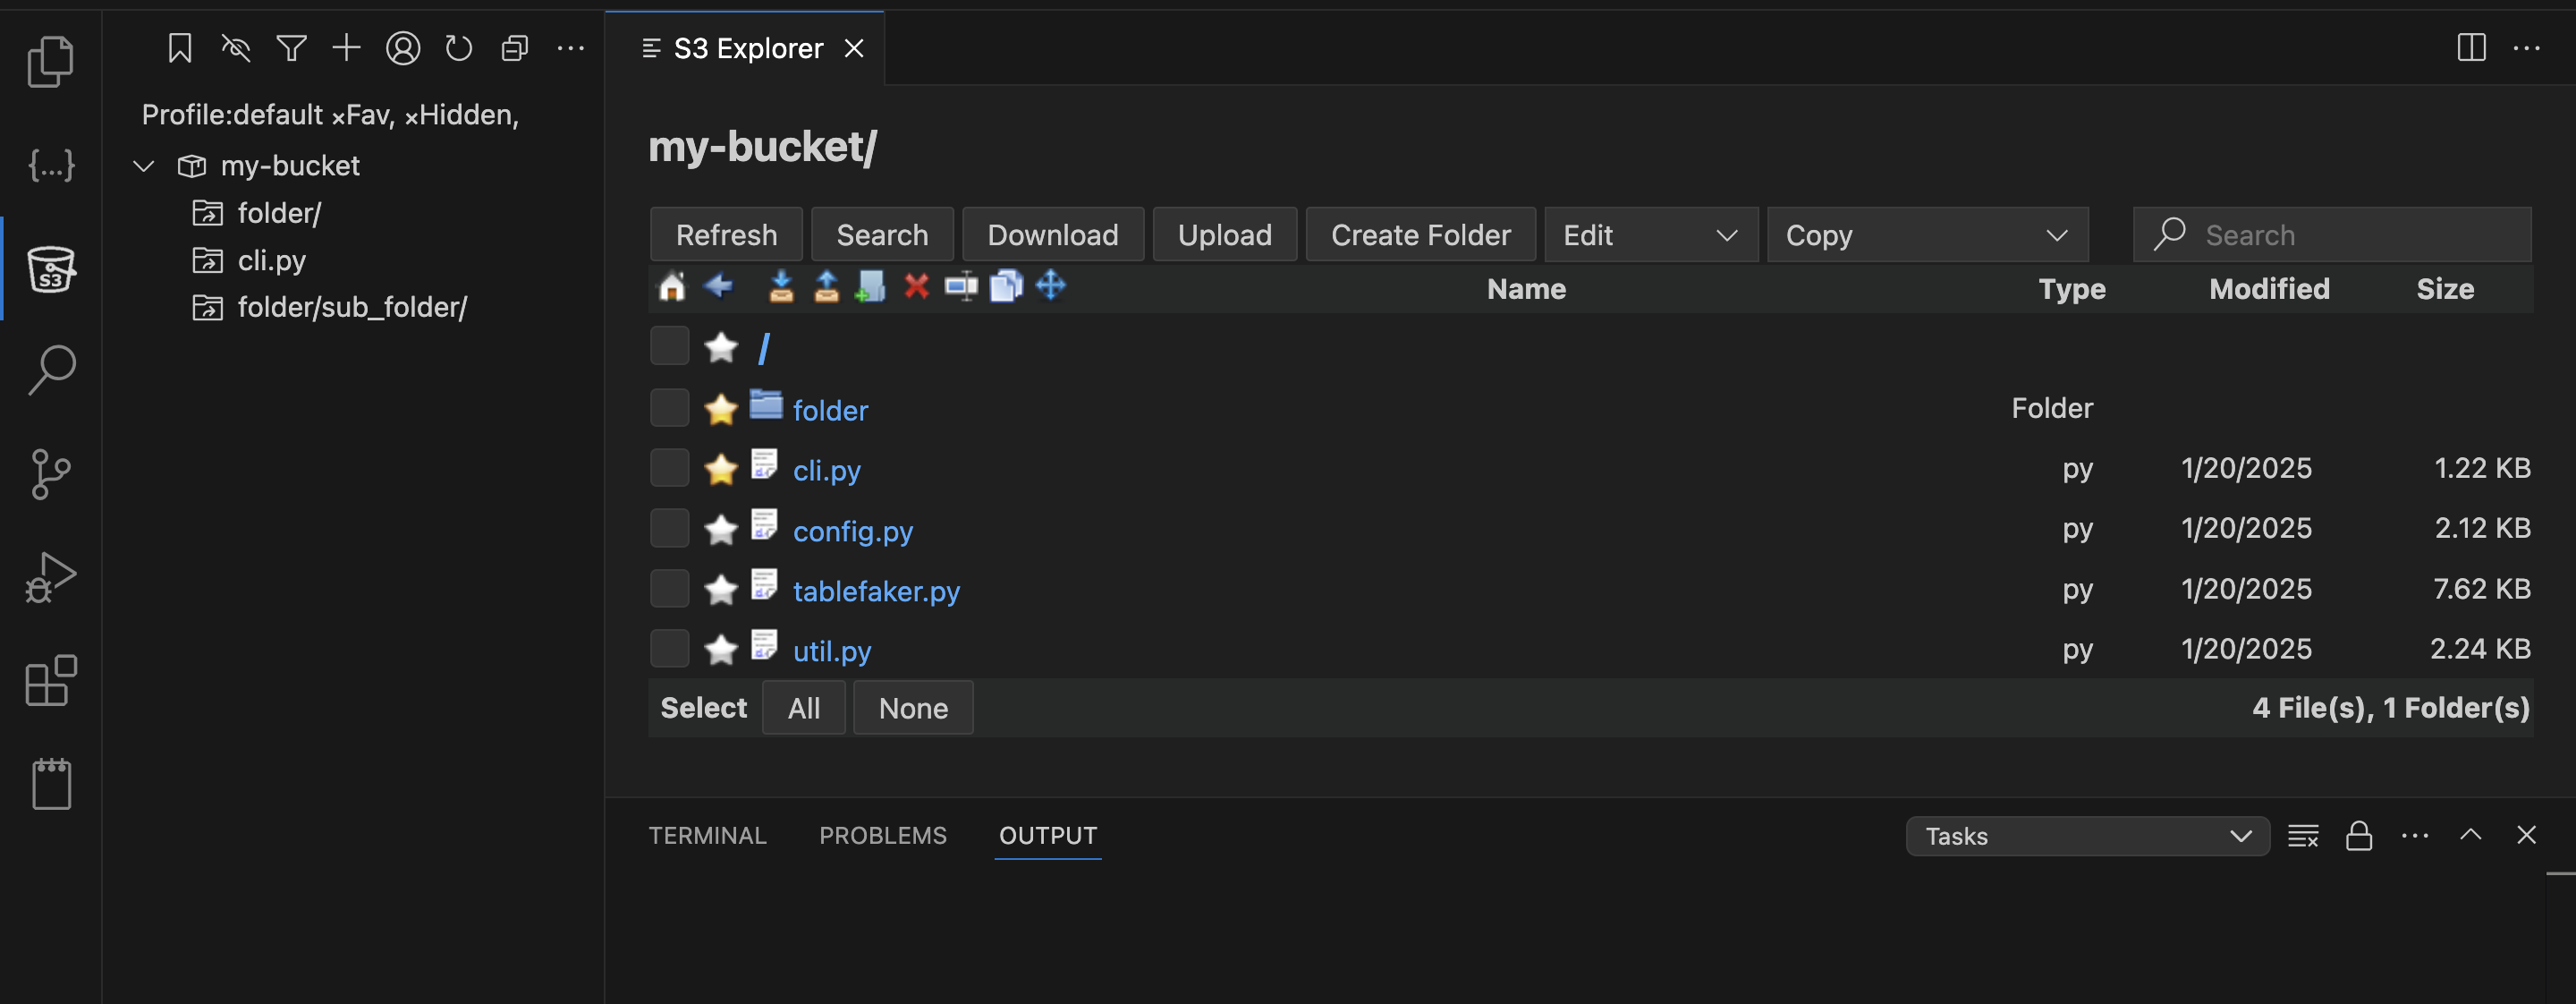 S3 Explorer
Profile:default ×Fav, ×Hidden,
my-bucket
folder/
cli.py
folder/sub_folder/
{...}
S3
my-bucket/
Refresh Search Download Upload Create Folder Edit Copy Search
Name Type Modified Size
/
folder Folder
cli.py py 1/20/2025 1.22 KB
config.py py 1/20/2025 2.12 KB
tablefaker.py py 1/20/2025 7.62 KB
util.py py 1/20/2025 2.24 KB
Select All None 4 File(s), 1 Folder(s)
TERMINAL PROBLEMS OUTPUT Tasks